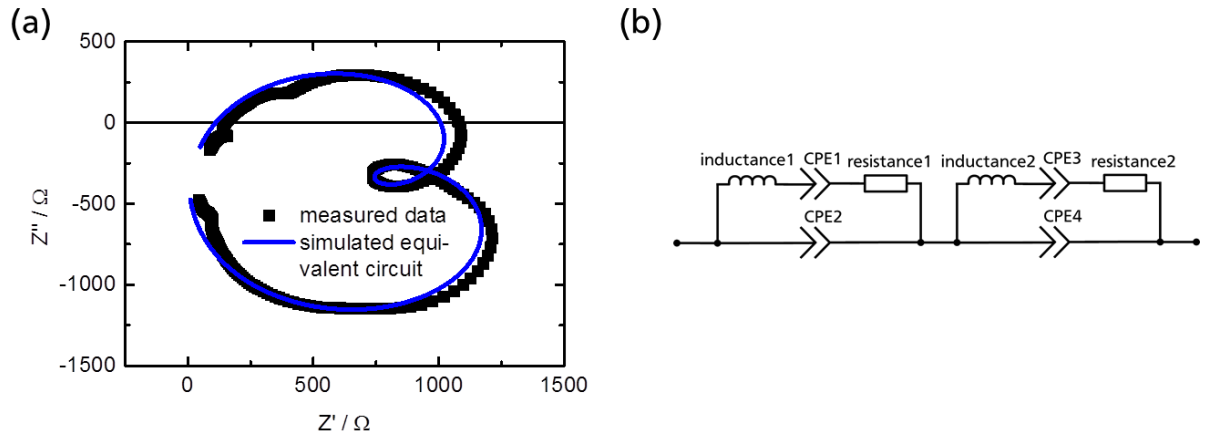 (a)
500
0
-500
-1000
-1500
Z'' / Ω
0
500
1000
1500
Z' / Ω
measured data
simulated equi-
valent circuit
(b)
inductance1 CPE1 resistance1 inductance2 CPE3 resistance2
CPE2 CPE4